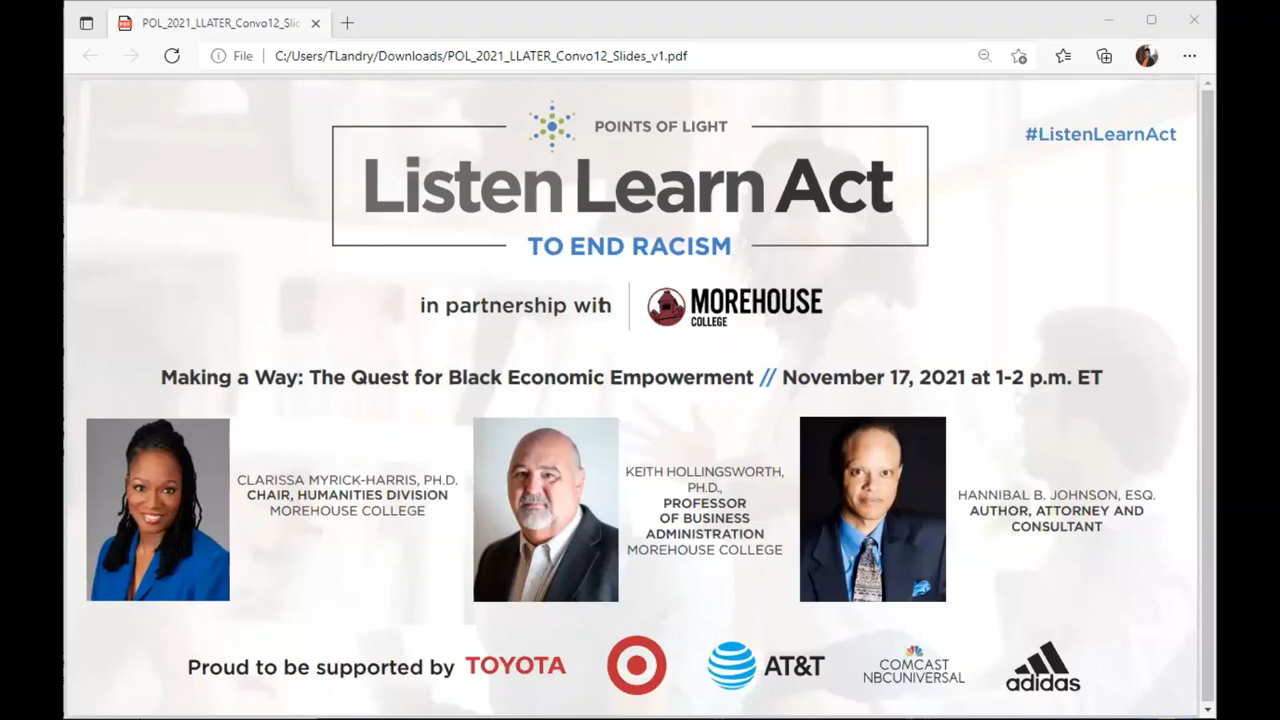 POL_2021_LLATER_Convo12_Slic
File
C:/Users/TLandry/Downloads/POL_2021_LLATER_Convo12_Slides_v1.pdf
POINTS OF LIGHT
#ListenLearnAct
Listen Learn Act
TO END RACISM
in partnership with
MOREHOUSE
COLLEGE
Making a Way: The Quest for Black Economic Empowerment // November 17, 2021 at 1-2 p.m. ET
CLARISSA MYRICK-HARRIS, PH.D.
CHAIR, HUMANITIES DIVISION
MOREHOUSE COLLEGE
KEITH HOLLINGSWORTH,
PH.D.,
PROFESSOR
OF BUSINESS
ADMINISTRATION
MOREHOUSE COLLEGE
HANNIBAL B. JOHNSON, ESQ.
AUTHOR, ATTORNEY AND
CONSULTANT
Proud to be supported by TOYOTA
AT&T
COMCAST
NBCUNIVERSAL
adidas